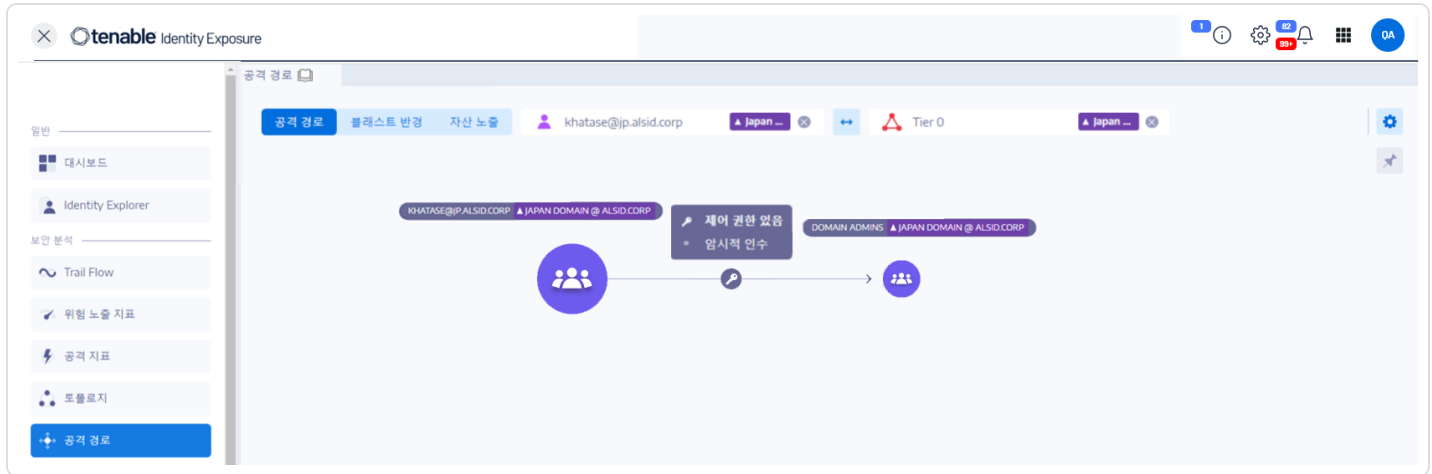 tenable Identity Exposure
1
82
99+
QA
공격 경로
일반
대시보드
Identity Explorer
보안 분석
Trail Flow
위험 노출 지표
공격 지표
토폴로지
공격 경로
공격 경로 블래스트 반경 자산 노출
khatase@jp.alsid.corp Japan ...
Tier 0 Japan ...
KHATASE@JP.ALSID.CORP JAPAN DOMAIN @ ALSID.CORP
제어 권한 있음
암시적 인수
DOMAIN ADMINS JAPAN DOMAIN @ ALSID.CORP